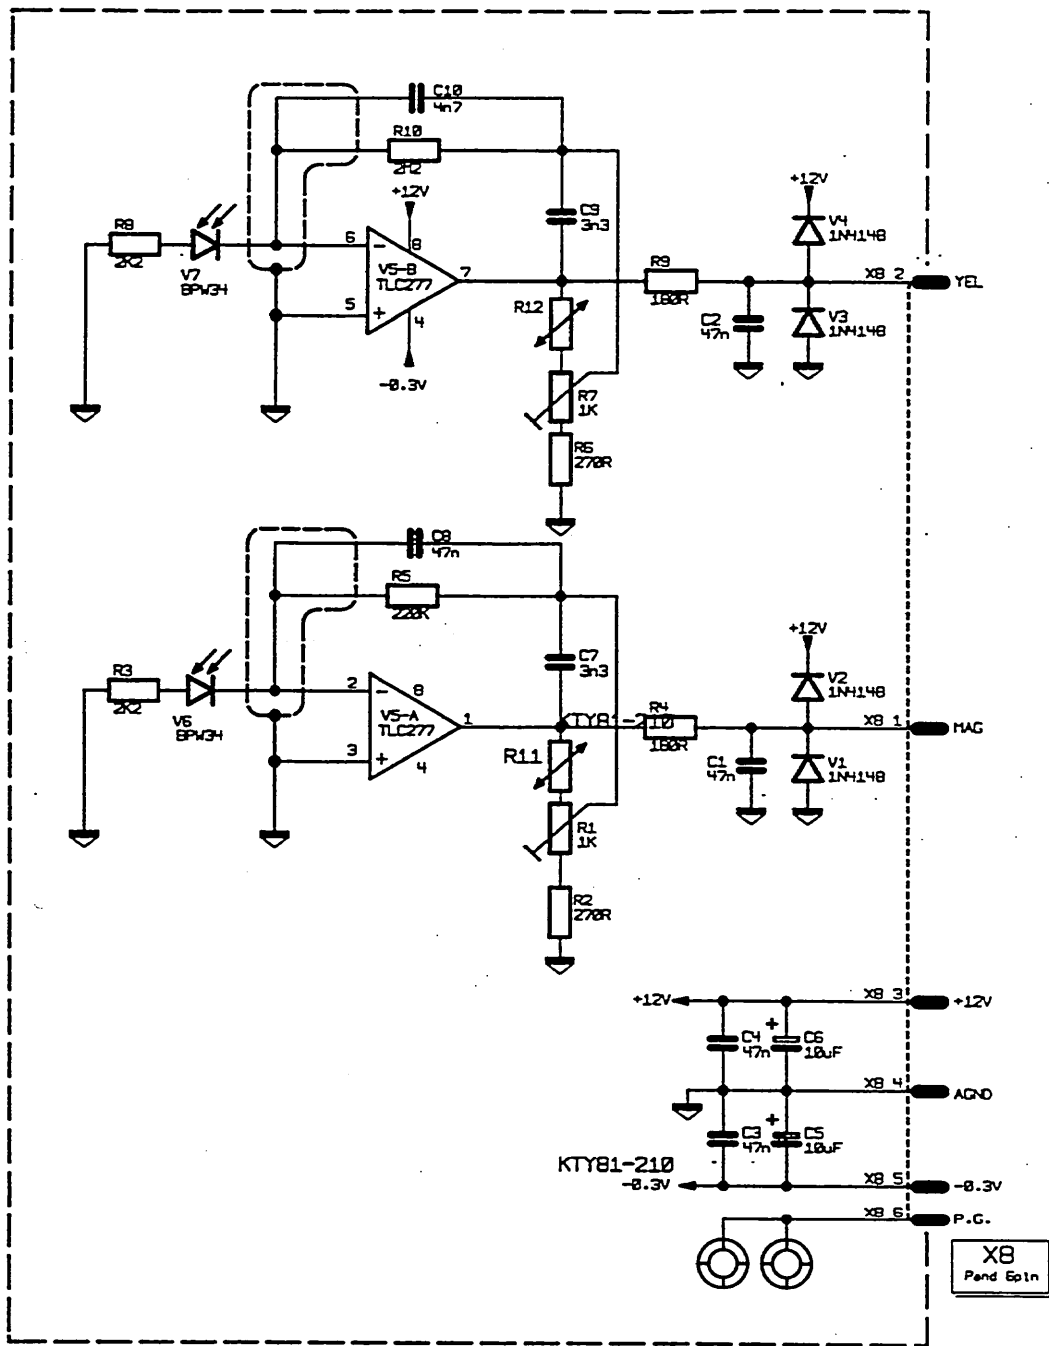 C10
4n7
R10
2M2
+12V
C9
3n3
+12V
V4
1N4148
R8
2K2
V7
BPW34
6
-
8
V5-B
TLC277
7
5
+
4
-0.3V
R12
R9
180R
C2
47n
V3
1N4148
X8 2
YEL
R7
1K
R6
270R
C8
47n
R5
220K
C7
3n3
+12V
V2
1N4148
R3
2K2
V6
BPW34
2
-
8
V5-A
TLC277
1
3
+
4
KTY81-210
R4
180R
X8 1
MAG
R11
C1
47n
V1
1N4148
R1
1K
R2
270R
+12V
X8 3
+12V
C4
47n
+
C6
10uF
X8 4
AGND
C3
47n
+
C5
10uF
KTY81-210
-0.3V
X8 5
-0.3V
X8 6
P.G.
X8
Pand 6pin